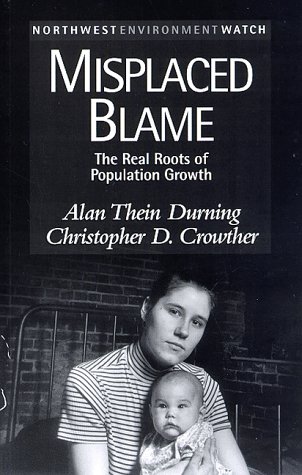 NORTHWEST ENVIRONMENT WATCH
MISPLACED
BLAME
The Real Roots of
Population Growth
Alan Thein Durning
Christopher D. Crowther